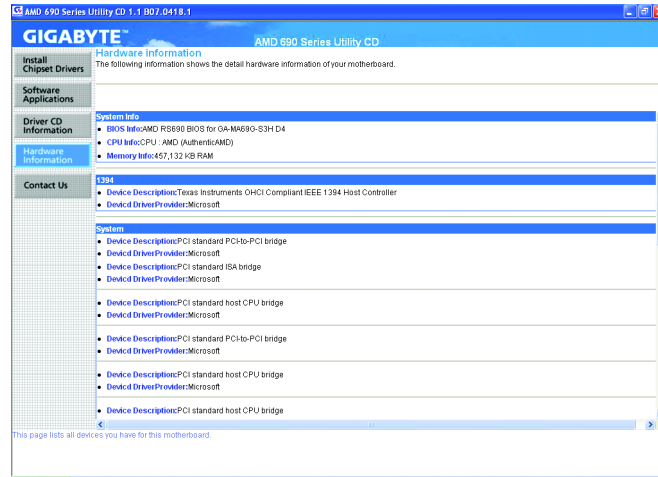 AMD 690 Series Utility CD 1.1 B07.0418.1
GIGABYTE™
AMD 690 Series Utility CD
Install
Chipset Drivers
Software
Applications
Driver CD
Information
Hardware
Information
Contact Us
Hardware Information
The following information shows the detail hardware information of your motherboard.
System Info
• BIOS Info:AMD RS690 BIOS for GA-MA69G-S3H D4
• CPU Info:CPU : AMD (AuthenticAMD)
• Memory Info:457,132 KB RAM
1394
• Device Description:Texas Instruments OHCI Compliant IEEE 1394 Host Controller
• Devicd DriverProvider:Microsoft
System
• Device Description:PCI standard PCI-to-PCI bridge
• Devicd DriverProvider:Microsoft
• Device Description:PCI standard ISA bridge
• Devicd DriverProvider:Microsoft
• Device Description:PCI standard host CPU bridge
• Devicd DriverProvider:Microsoft
• Device Description:PCI standard PCI-to-PCI bridge
• Devicd DriverProvider:Microsoft
• Device Description:PCI standard host CPU bridge
• Devicd DriverProvider:Microsoft
• Device Description:PCI standard host CPU bridge
This page lists all devices you have for this motherboard.